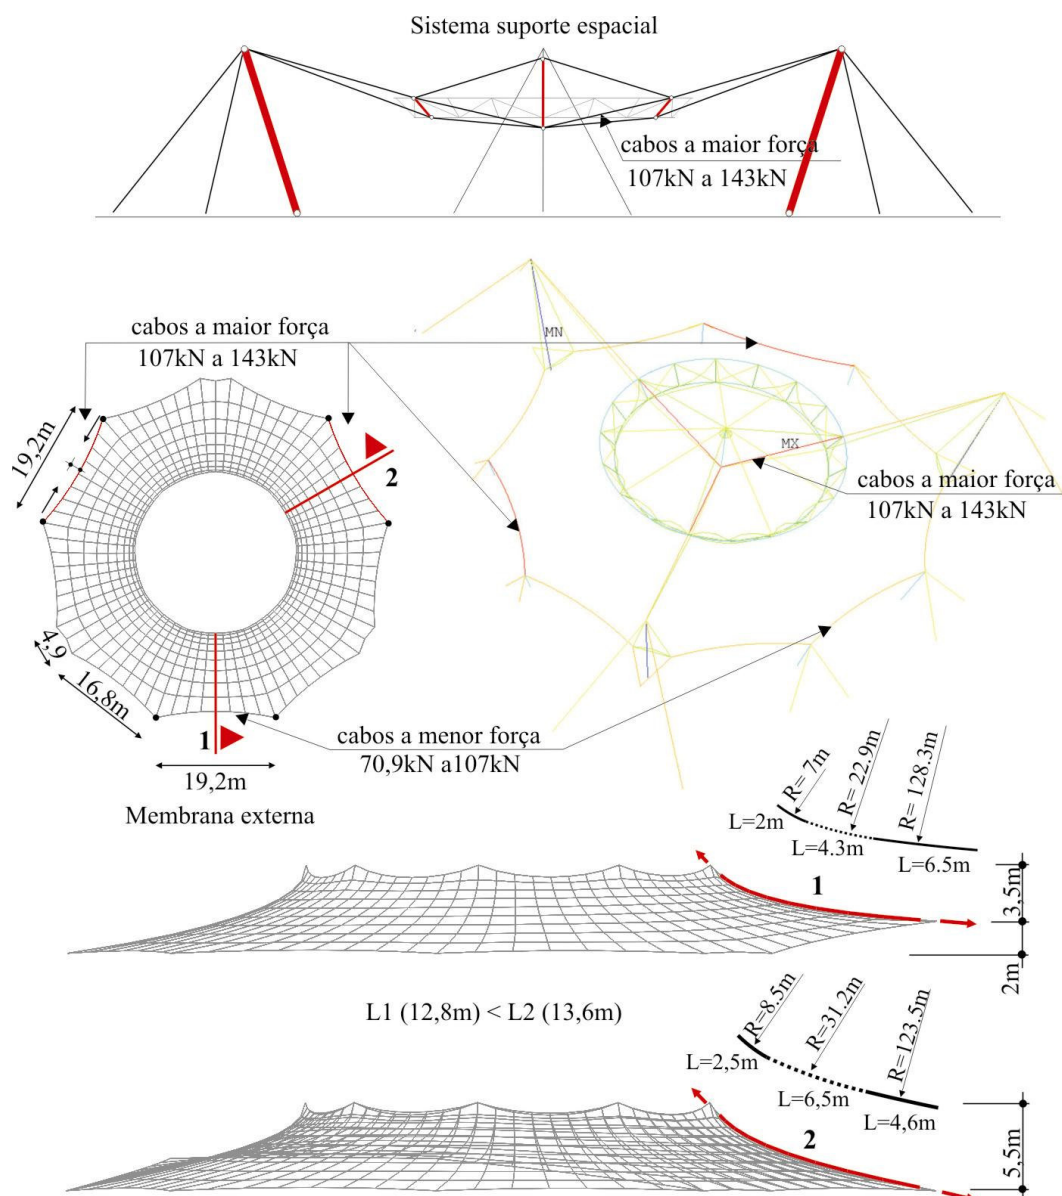 Sistema suporte espacial
cabos a maior força
107kN a 143kN
cabos a maior força
107kN a 143kN
MN
19,2m
2
MX
cabos a maior força
107kN a 143kN
4,9
16,8m
1
cabos a menor força
70,9kN a107kN
19,2m
Membrana externa
R= 7m
R= 22.9m
R= 128.3m
L=2m
L=4.3m
L=6.5m
1
3,5m
2m
L1 (12,8m) < L2 (13,6m)
R=8.5m
R=31.2m
R=123.5m
L=2,5m
L=6,5m
L=4,6m
2
5,5m